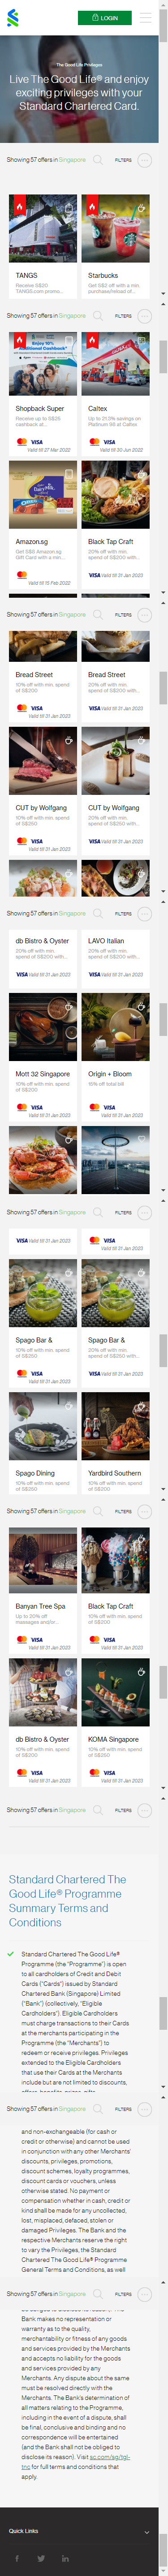 LOGIN
The Good Life Privileges
Live The Good Life® and enjoy
exciting privileges with your
Standard Chartered Card.
Showing 57 offers in Singapore
FILTERS
TANGS
Receive S$20
TANGS.com promo...
Starbucks
Get S$2 off with a min.
purchase/reload of...
Showing 57 offers in Singapore
FILTERS
Shopback Super
Receive up to S$25
cashback at...
VISA
Valid till 27 Mar 2022
Caltex
Up to 21.3% savings on
Platinum 98 at Caltex
VISA
Valid till 30 Jun 2022
Amazon.sg
Get S$5 Amazon.sg
Gift Card with a min...
Valid till 15 Feb 2022
Black Tap Craft
20% off with min.
spend of S$200 with...
VISA Valid till 31 Jan 2023
Showing 57 offers in Singapore
FILTERS
Bread Street
10% off with min. spend
of S$200
VISA
Valid till 31 Jan 2023
Bread Street
20% off with min.
spend of S$200 with...
VISA Valid till 31 Jan 2023
CUT by Wolfgang
10% off with min. spend
of S$250
VISA
Valid till 31 Jan 2023
CUT by Wolfgang
20% off with min.
spend of S$250 with...
VISA Valid till 31 Jan 2023
Showing 57 offers in Singapore
FILTERS
db Bistro & Oyster
20% off with min.
spend of S$200 with...
VISA Valid till 31 Jan 2023
LAVO Italian
20% off with min.
spend of S$200 with...
VISA Valid till 31 Jan 2023
Mott 32 Singapore
10% off with min. spend
of S$200
VISA
Valid till 31 Jan 2023
Origin + Bloom
15% off total bill
VISA
Valid till 31 Jan 2023
Showing 57 offers in Singapore
FILTERS
VISA Valid till 31 Jan 2023
VISA
Valid till 31 Jan 2023
Spago Bar &
10% off with min. spend
of S$250
VISA
Valid till 31 Jan 2023
Spago Bar &
20% off with min.
spend of S$250 with...
VISA Valid till 31 Jan 2023
Spago Dining
10% off with min. spend
of S$250
Yardbird Southern
10% off with min. spend
of S$200
Showing 57 offers in Singapore
FILTERS
Banyan Tree Spa
Up to 20% off
massages and/or...
VISA
Valid till 31 Jan 2023
Black Tap Craft
10% off with min. spend
of S$200
VISA
Valid till 31 Jan 2023
db Bistro & Oyster
10% off with min. spend
of S$200
VISA
Valid till 31 Jan 2023
KOMA Singapore
10% off with min. spend
of S$250
VISA
Valid till 31 Jan 2023
Showing 57 offers in Singapore
FILTERS
Standard Chartered The
Good Life® Programme
Summary Terms and
Conditions
Standard Chartered The Good Life®
Programme (the "Programme") is open
to all cardholders of Credit and Debit
Cards ("Cards") issued by Standard
Chartered Bank (Singapore) Limited
("Bank") (collectively, "Eligible
Cardholders"). Eligible Cardholders
must charge transactions to their Cards
at the merchants participating in the
Programme (the "Merchants") to
redeem or receive privileges. Privileges
extended to the Eligible Cardholders
that use their Cards at the Merchants
include but are not limited to discounts,
Showing 57 offers in Singapore
FILTERS
and non-exchangeable (for cash or
credit or otherwise) and cannot be used
in conjunction with any other Merchants'
discounts, privileges, promotions,
discount schemes, loyalty programmes,
discount cards or vouchers, unless
otherwise stated. No payment or
compensation whether in cash, credit or
kind shall be made for any uncollected,
lost, misplaced, defaced, stolen or
damaged Privileges. The Bank and the
respective Merchants reserve the right
to vary the Privileges, the Standard
Chartered The Good Life® Programme
General Terms and Conditions, as well
Showing 57 offers in Singapore
FILTERS
Bank makes no representation or
warranty as to the quality,
merchantability or fitness of any goods
and services provided by the Merchants
and accepts no liability for the goods
and services provided by any
Merchants. Any dispute about the same
must be resolved directly with the
Merchants. The Bank's determination of
all matters relating to the Programme,
including in the event of a dispute, shall
be final, conclusive and binding and no
correspondence will be entertained
(and the Bank shall not be obliged to
disclose its reason). Visit sc.com/sg/tgl-
tnc for full terms and conditions that
apply.
Quick Links